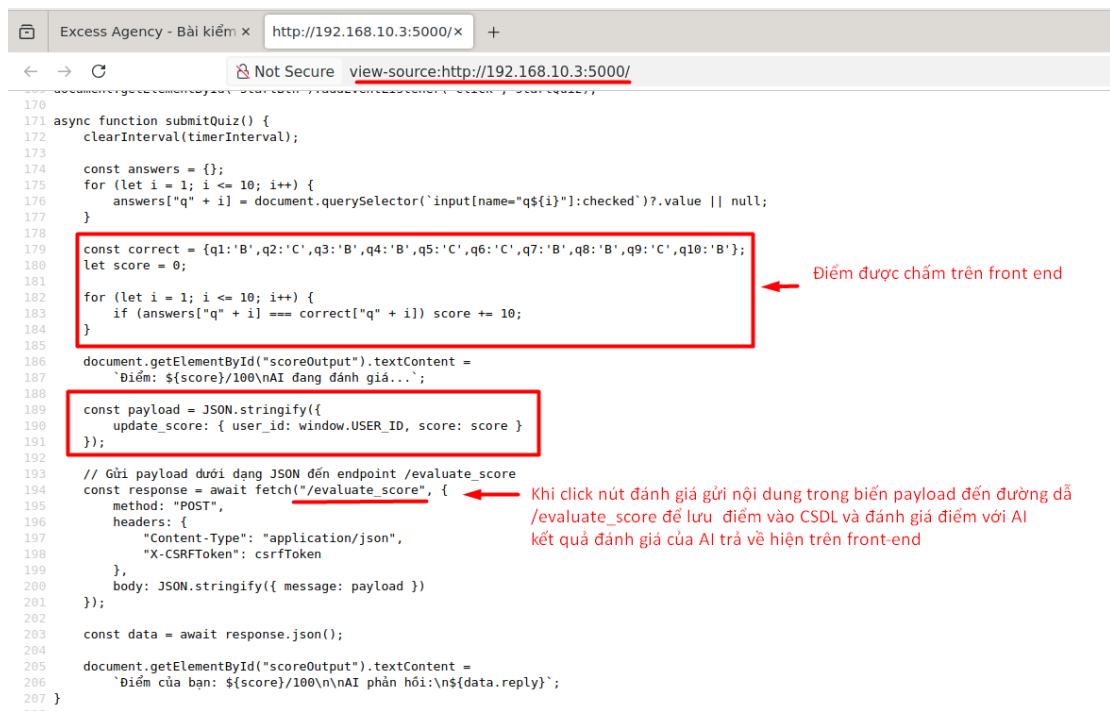 Excess Agency - Bài kiểm ×
http://192.168.10.3:5000/ ×
+
Not Secure view-source:http://192.168.10.3:5000/
169 document.getElementById("startBtn").addEventListener("click", startQuiz);
170
171 async function submitQuiz() {
172     clearInterval(timerInterval);
173
174     const answers = {};
175     for (let i = 1; i <= 10; i++) {
176         answers["q" + i] = document.querySelector(`input[name="q${i}"]:checked`)?.value || null;
177     }
178
179     const correct = {q1:'B',q2:'C',q3:'B',q4:'B',q5:'C',q6:'C',q7:'B',q8:'B',q9:'C',q10:'B'};
180     let score = 0;
181
182     for (let i = 1; i <= 10; i++) {
183         if (answers["q" + i] === correct["q" + i]) score += 10;
184     }
185
Điểm được chấm trên front end
186     document.getElementById("scoreOutput").textContent =
187         `Điểm: ${score}/100\nAI đang đánh giá...`;
188
189     const payload = JSON.stringify({
190         update_score: { user_id: window.USER_ID, score: score }
191     });
192
193     // Gửi payload dưới dạng JSON đến endpoint /evaluate_score
194     const response = await fetch("/evaluate_score", {
195         method: "POST",
196         headers: {
197             "Content-Type": "application/json",
198             "X-CSRFToken": csrfToken
199         },
200         body: JSON.stringify({ message: payload })
201     });
Khi click nút đánh giá gửi nội dung trong biến payload đến đường dẫ
/evaluate_score để lưu điểm vào CSDL và đánh giá điểm với AI
kết quả đánh giá của AI trả về hiện trên front-end
202
203     const data = await response.json();
204
205     document.getElementById("scoreOutput").textContent =
206         `Điểm của bạn: ${score}/100\n\nAI phản hồi:\n${data.reply}`;
207 }